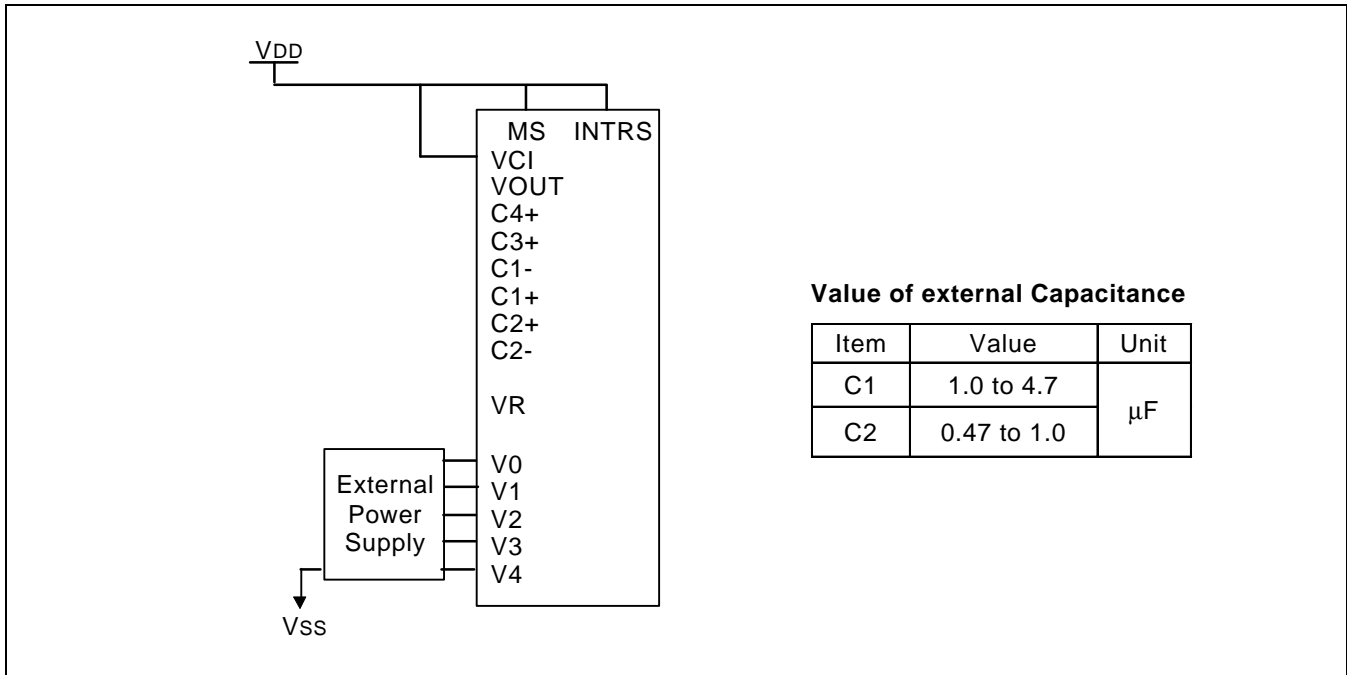 VDD
MS INTRS
VCI
VOUT
C4+
C3+
C1-
C1+
C2+
C2-
VR
V0
V1
V2
V3
V4
External
Power
Supply
VSS
Value of external Capacitance
Item Value Unit
C1 1.0 to 4.7 μF
C2 0.47 to 1.0